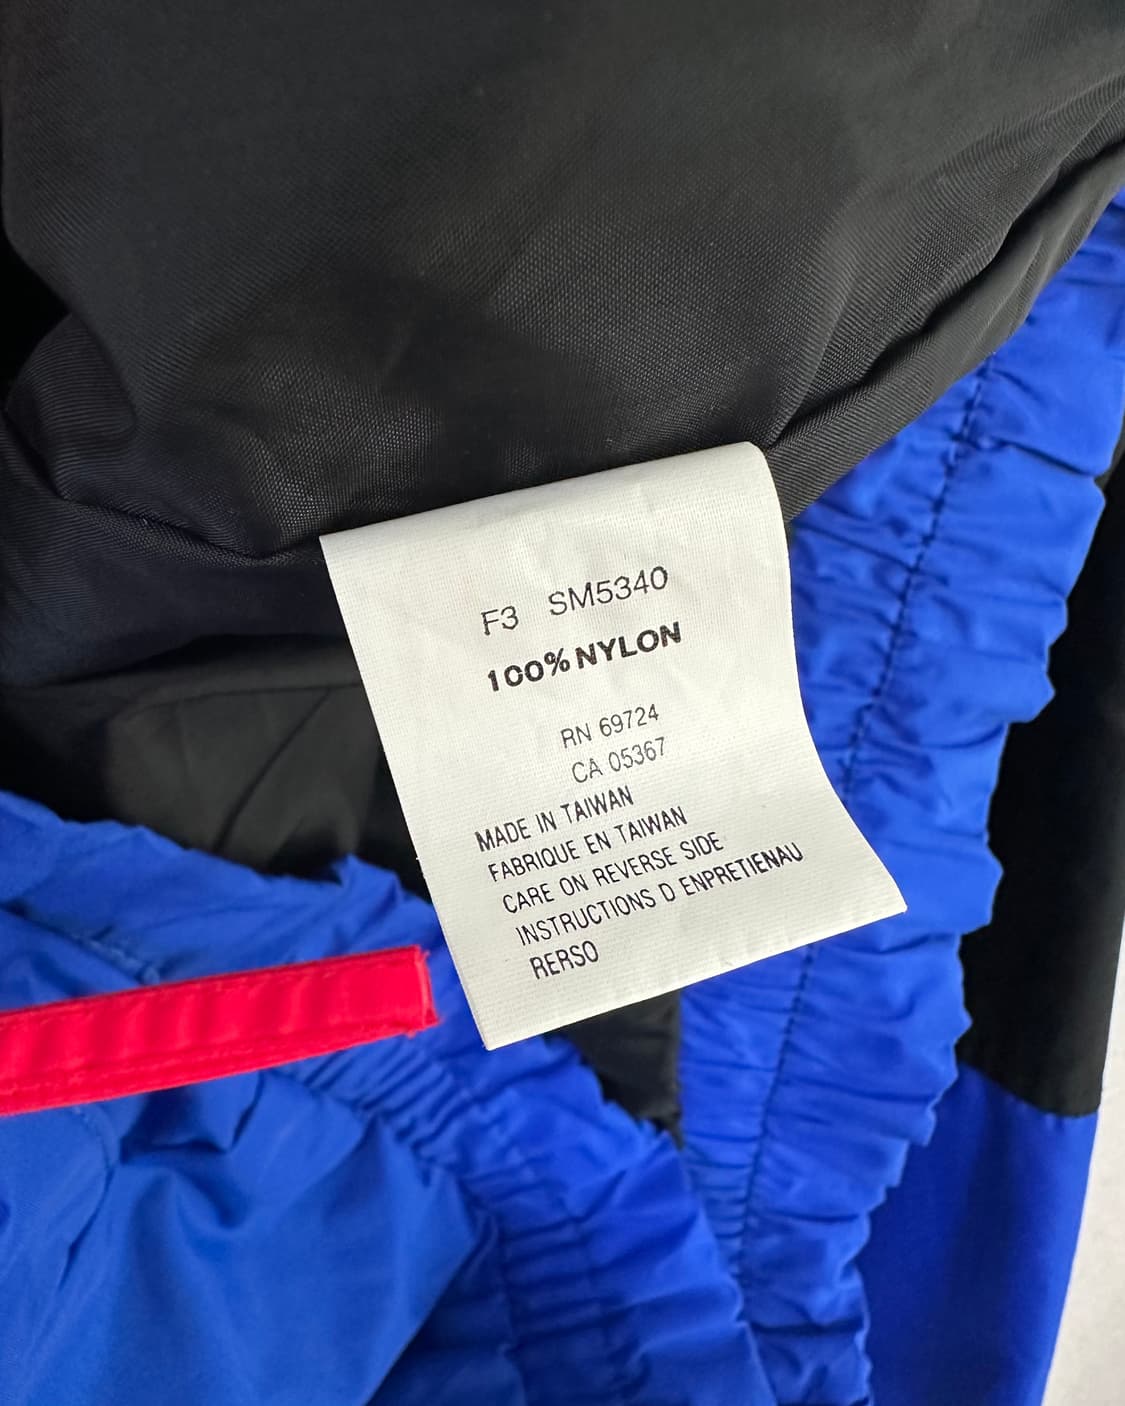 F3 SM5340
100% NYLON
RN 69724
CA 05367
MADE IN TAIWAN
FABRIQUE EN TAIWAN
CARE ON REVERSE SIDE
INSTRUCTIONS D ENPRETIENAU
RERSO